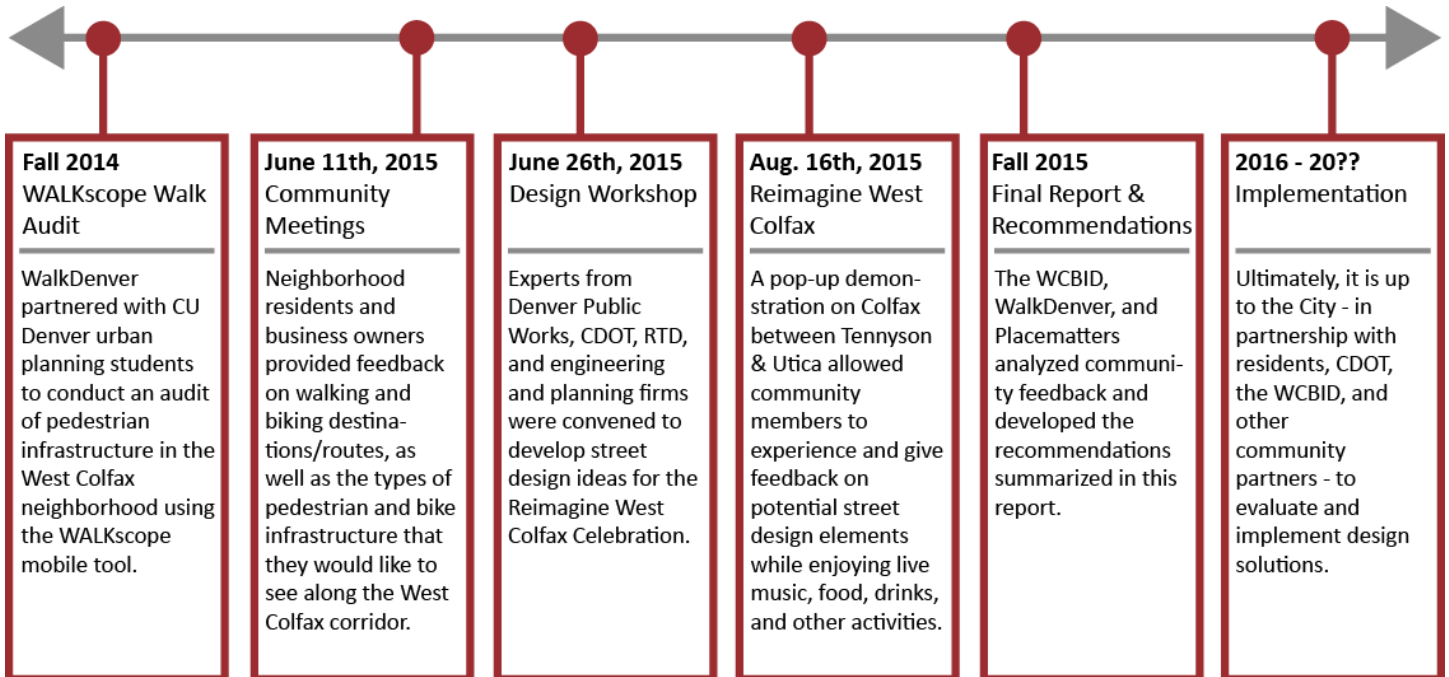 Fall 2014
WALKscope Walk
Audit
WalkDenver
partnered with CU
Denver urban
planning students
to conduct an audit
of pedestrian
infrastructure in the
West Colfax
neighborhood using
the WALKscope
mobile tool.
June 11th, 2015
Community
Meetings
Neighborhood
residents and
business owners
provided feedback
on walking and
biking destina-
tions/routes, as
well as the types of
pedestrian and bike
infrastructure that
they would like to
see along the West
Colfax corridor.
June 26th, 2015
Design Workshop
Experts from
Denver Public
Works, CDOT, RTD,
and engineering
and planning firms
were convened to
develop street
design ideas for the
Reimagine West
Colfax Celebration.
Aug. 16th, 2015
Reimagine West
Colfax
A pop-up demon-
stration on Colfax
between Tennyson
& Utica allowed
community
members to
experience and give
feedback on
potential street
design elements
while enjoying live
music, food, drinks,
and other activities.
Fall 2015
Final Report &
Recommendations
The WCBID,
WalkDenver, and
Placematters
analyzed communi-
ty feedback and
developed the
recommendations
summarized in this
report.
2016 - 20??
Implementation
Ultimately, it is up
to the City - in
partnership with
residents, CDOT,
the WCBID, and
other
community
partners - to
evaluate and
implement design
solutions.